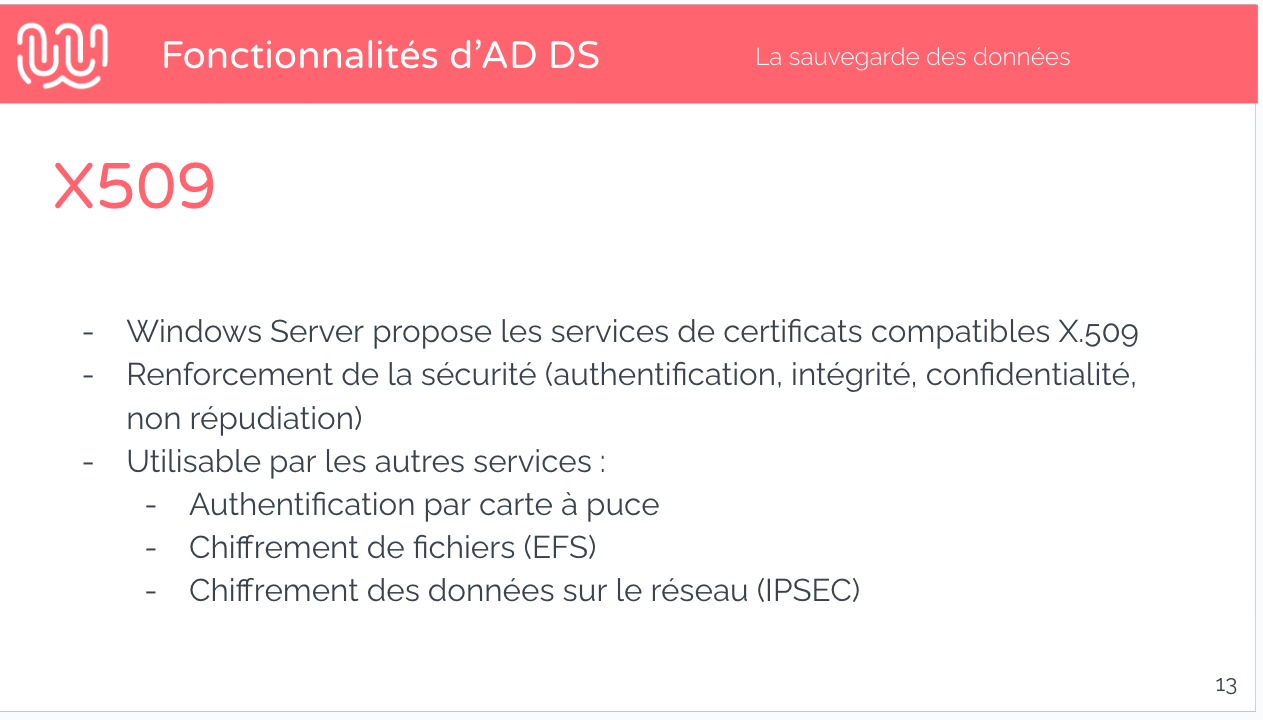 Fonctionnalités d’AD DS
La sauvegarde des données
X509
- Windows Server propose les services de certificats compatibles X.509
- Renforcement de la sécurité (authentification, intégrité, confidentialité,
non répudiation)
- Utilisable par les autres services :
- Authentification par carte à puce
- Chiffrement de fichiers (EFS)
- Chiffrement des données sur le réseau (IPSEC)
13